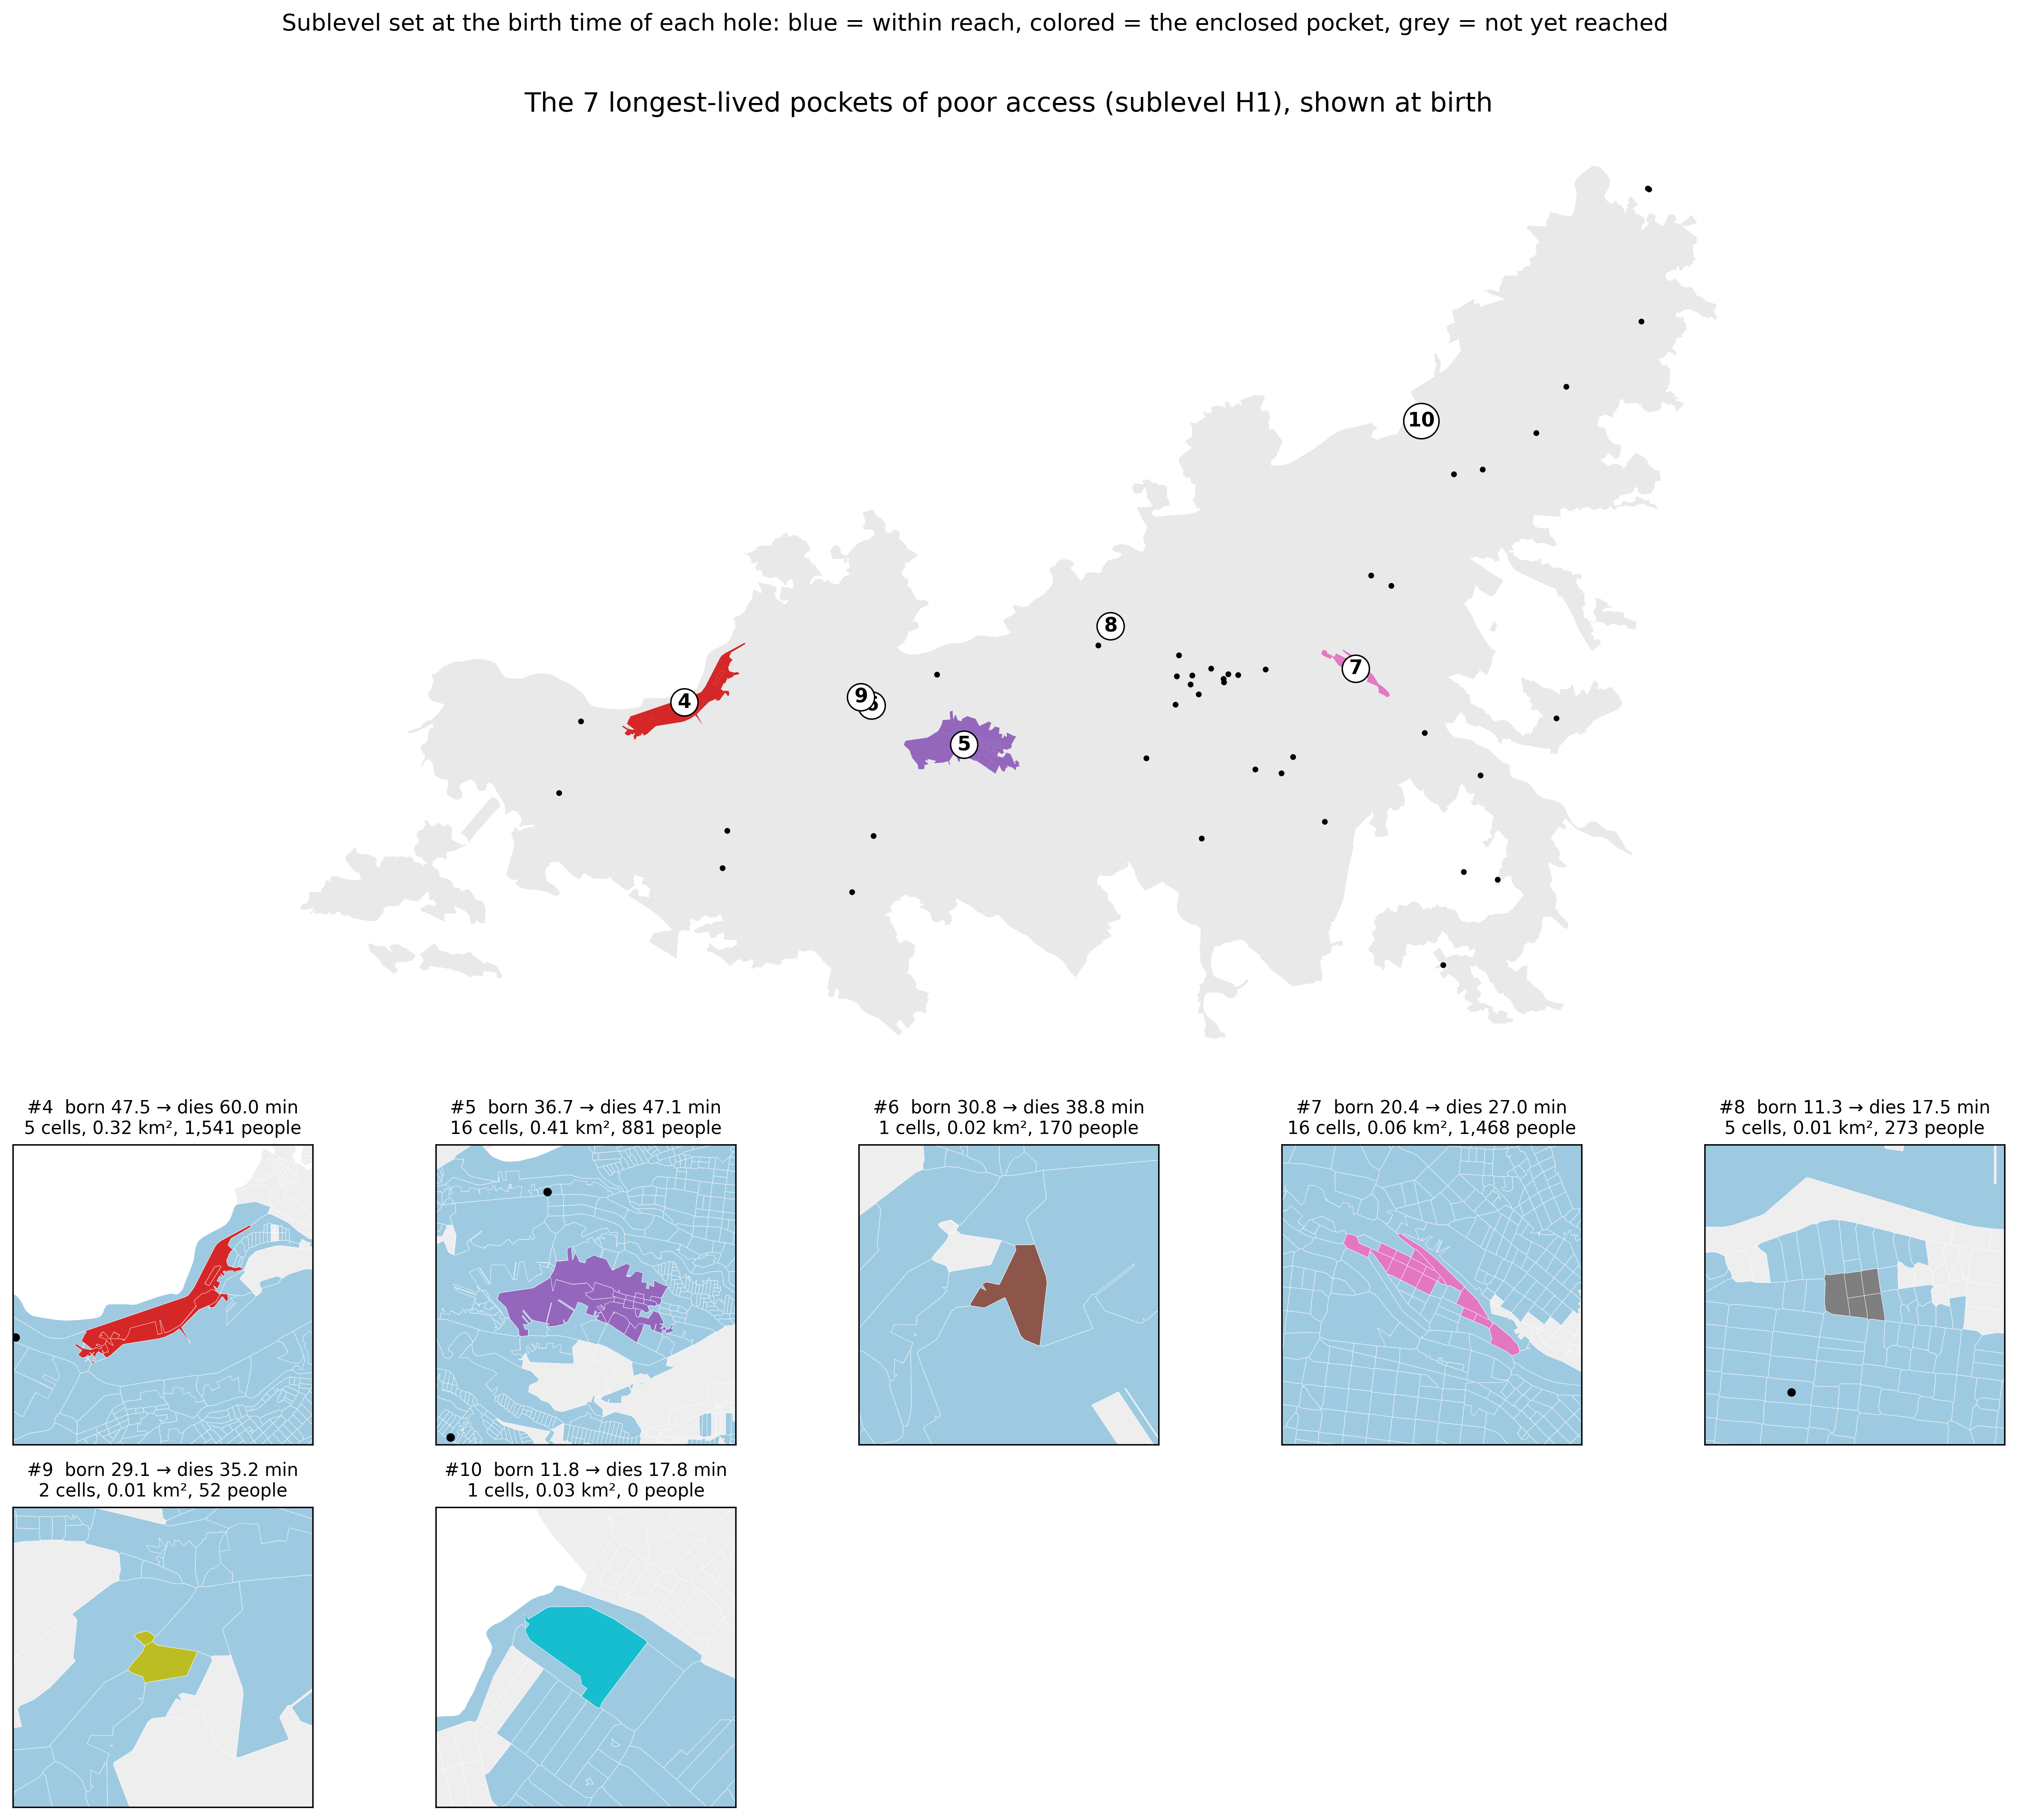 Sublevel set at the birth time of each hole: blue = within reach, colored = the enclosed pocket, grey = not yet reached
The 7 longest-lived pockets of poor access (sublevel H1), shown at birth
10
8
7
4
9
5
#4 born 47.5 → dies 60.0 min
5 cells, 0.32 km², 1,541 people
#5 born 36.7 → dies 47.1 min
16 cells, 0.41 km², 881 people
#6 born 30.8 → dies 38.8 min
1 cells, 0.02 km², 170 people
#7 born 20.4 → dies 27.0 min
16 cells, 0.06 km², 1,468 people
#8 born 11.3 → dies 17.5 min
5 cells, 0.01 km², 273 people
#9 born 29.1 → dies 35.2 min
2 cells, 0.01 km², 52 people
#10 born 11.8 → dies 17.8 min
1 cells, 0.03 km², 0 people